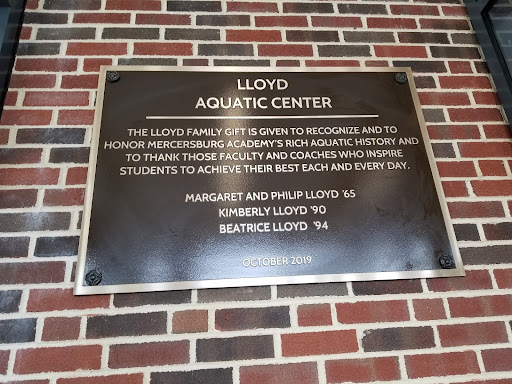 LLOYD
AQUATIC CENTER
THE LLOYD FAMILY GIFT IS GIVEN TO RECOGNIZE AND TO
HONOR MERCERSBURG ACADEMY'S RICH AQUATIC HISTORY AND
TO THANK THOSE FACULTY AND COACHES WHO INSPIRE
STUDENTS TO ACHIEVE THEIR BEST EACH AND EVERY DAY.
MARGARET AND PHILIP LLOYD '65
KIMBERLY LLOYD '90
BEATRICE LLOYD '94
OCTOBER 2019